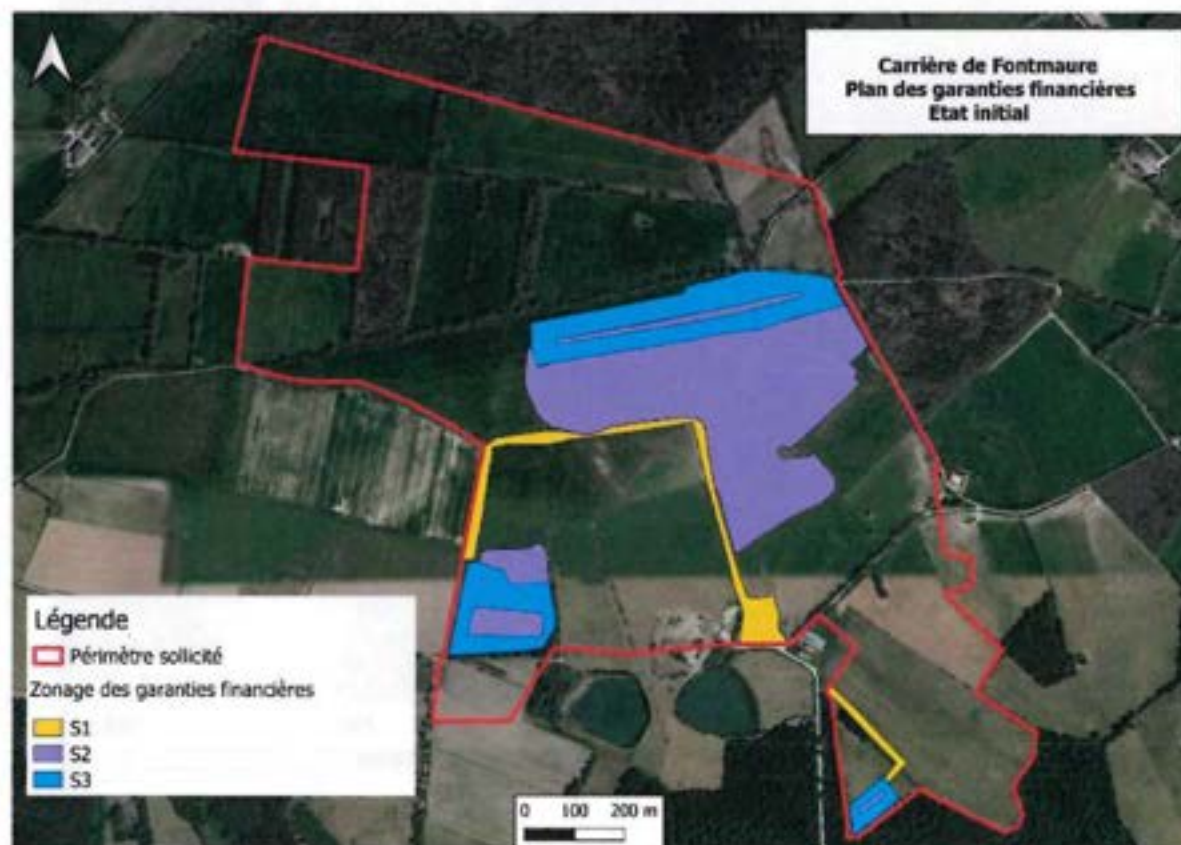 Carrière de Fontmaure
Plan des garanties financières
Etat initial
Légende
Périmètre sollicité
Zonage des garanties financières
S1
S2
S3
0 100 200 m